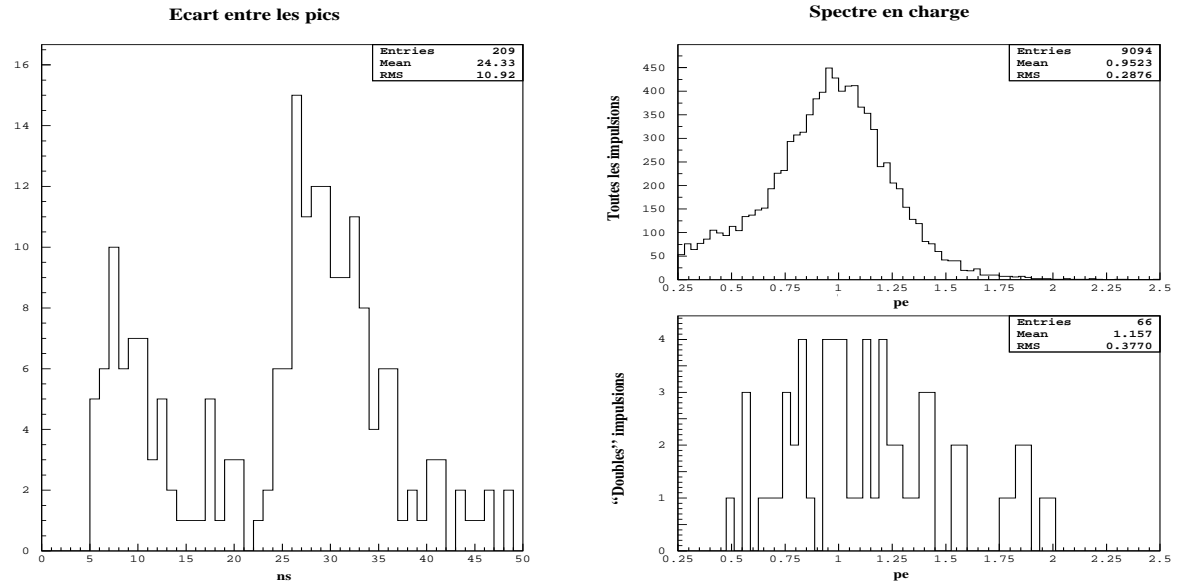 Ecart entre les pics
Entries 209
Mean 24.33
RMS 10.92
16
14
12
10
8
6
4
2
0
0 5 10 15 20 25 30 35 40 45 50
ns
Spectre en charge
Toutes les impulsions
Entries 9094
Mean 0.9523
RMS 0.2876
450
400
350
300
250
200
150
100
50
0
0.25 0.5 0.75 1 1.25 1.5 1.75 2 2.25 2.5
pe
“Doubles” impulsions
Entries 66
Mean 1.157
RMS 0.3770
4
3
2
1
0
0.25 0.5 0.75 1 1.25 1.5 1.75 2 2.25 2.5
pe